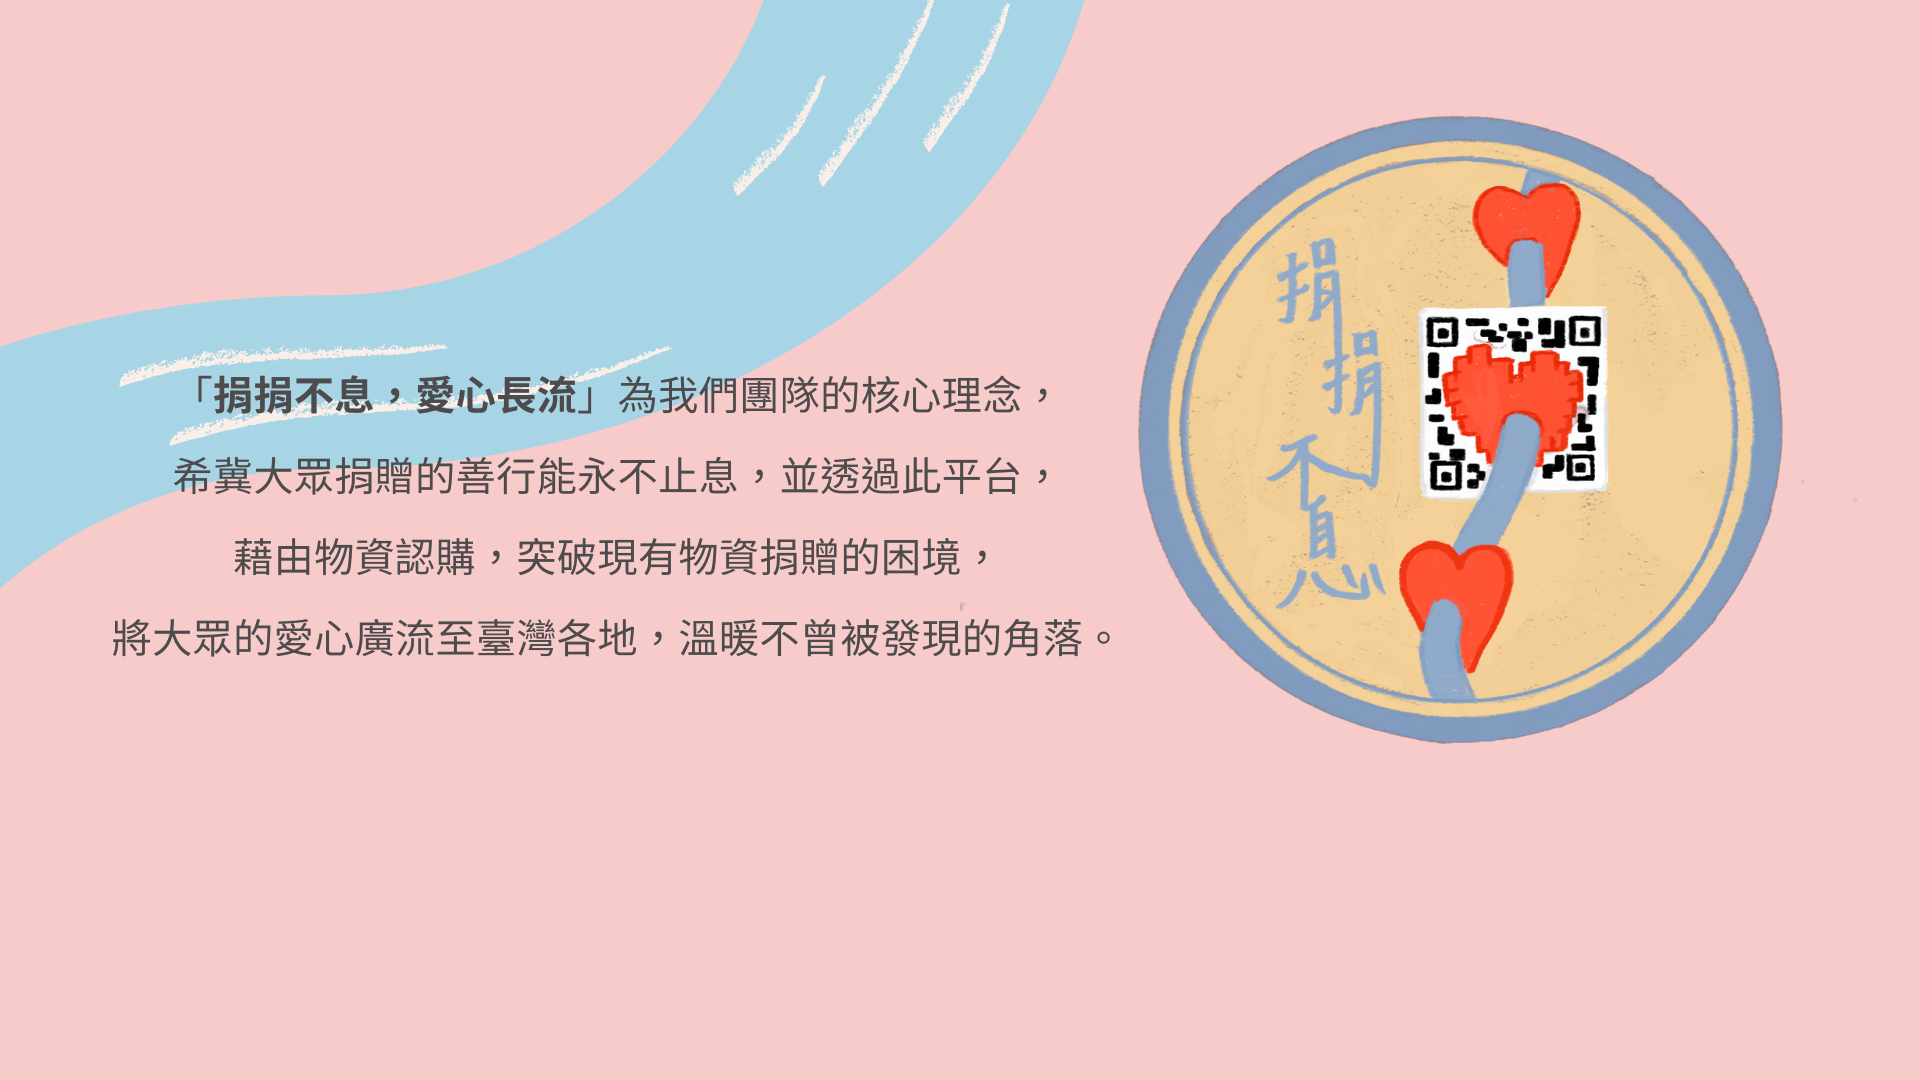 「捐捐不息，愛心長流」為我們團隊的核心理念，
希冀大眾捐贈的善行能永不止息，並透過此平台，
藉由物資認購，突破現有物資捐贈的困境，
將大眾的愛心廣流至臺灣各地，溫暖不曾被發現的角落。
捐捐不息